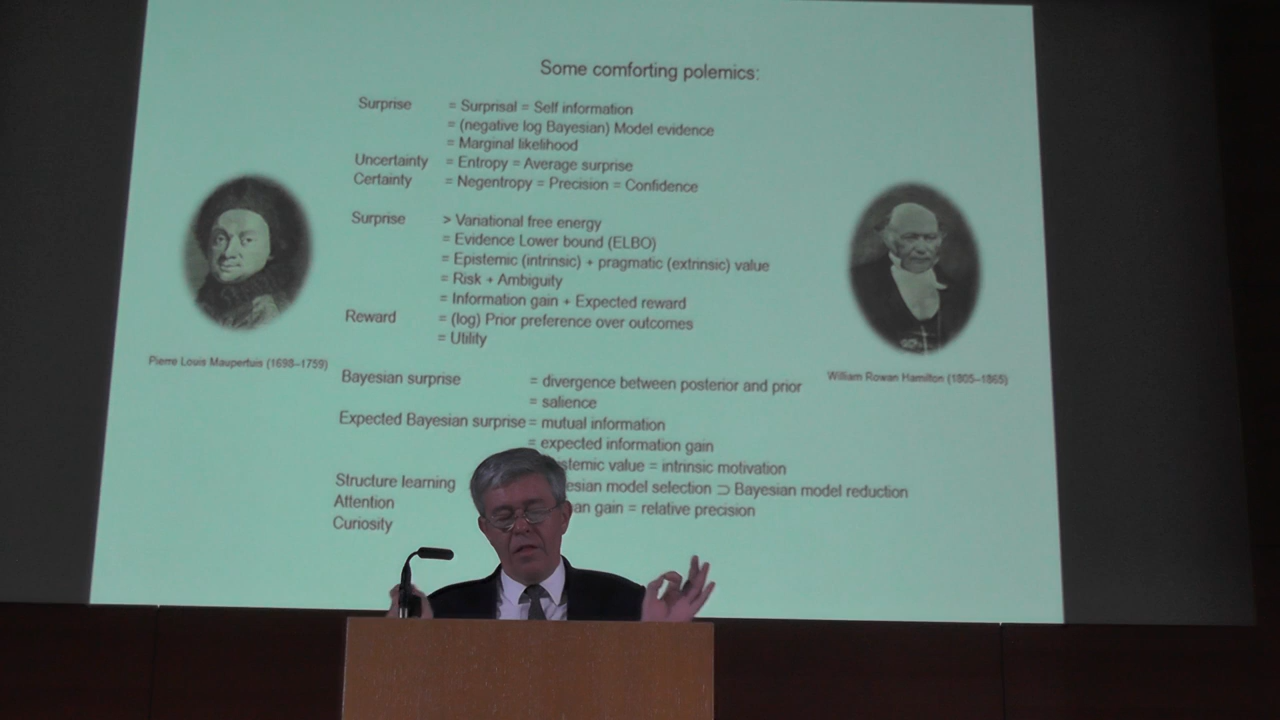 Some comforting polemics:
Surprise = Surprisal = Self information
= (negative log Bayesian) Model evidence
= Marginal likelihood
Uncertainty = Entropy = Average surprise
Certainty = Negentropy = Precision = Confidence
Surprise > Variational free energy
= Evidence Lower bound (ELBO)
= Epistemic (intrinsic) + pragmatic (extrinsic) value
= Risk + Ambiguity
= Information gain + Expected reward
Reward = (log) Prior preference over outcomes
= Utility
Pierre Louis Maupertuis (1698–1759)
William Rowan Hamilton (1805–1865)
Bayesian surprise = divergence between posterior and prior
= salience
Expected Bayesian surprise = mutual information
= expected information gain
value = intrinsic motivation
Structure learning model selection ⊃ Bayesian model reduction
Attention gain = relative precision
Curiosity